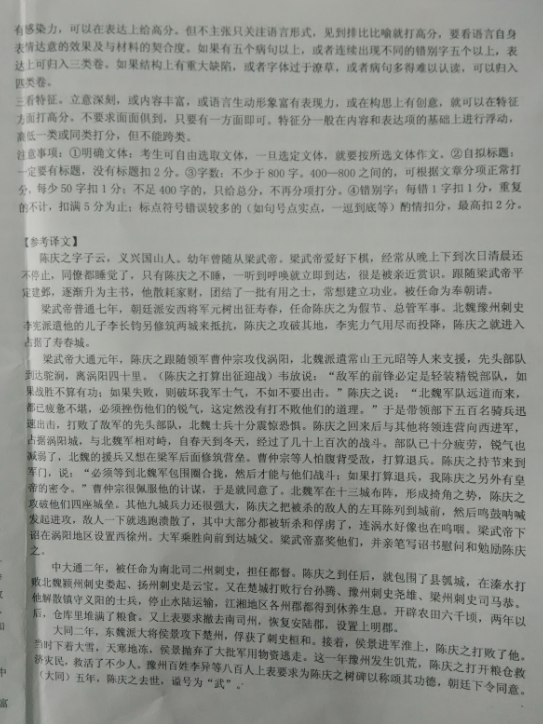 有感染力，可以在表达上给高分。但不主张只关注语言形式，见到排比比喻就打高分，要看语言自身
表情达意的效果及与材料的契合度。如果有五个病句以上，或者连续出现不同的错别字五个以上，表
达上可归入三类卷。如果结构上有重大缺陷，或者字体过于潦草，或者病句多得难以认读，可以归入
四类卷。
三看特征。立意深刻，或内容丰富，或语言生动形象富有表现力，或在构思上有创意，就可以在特征
方面打高分。不要求面面俱到，只要有一方面即可。特征分一般在内容和表达项的基础上进行浮动，
降低一类或同类打分，但不能跨类。
注意事项：①明确文体：考生可自由选取文体，一旦选定文体，就要按所选文体作文。②自拟标题：
一定要有标题，没有标题扣2分。③字数：不少于800字。400—800之间的，可根据文章分项正常打
分，每少50字扣1分；不足400字的，只给总分，不再分项打分。④错别字：每错1字扣1分，重复
的不计，扣满5分为止；标点符号错误较多的（如句号点实点，一逗到底等）酌情扣分，最高扣2分。
【参考译文】
陈庆之字子云，义兴国山人。幼年曾随从梁武帝。梁武帝爱好下棋，经常从晚上下到次日清晨还
不停止，同僚都睡觉了，只有陈庆之不睡，一听到呼唤就立即到达，很是被亲近赏识。跟随梁武帝平
定建邺，逐渐升为主书，他散耗家财，团结了一批有用之士，常想建立功业。被任命为奉朝请。
梁武帝普通七年，朝廷派安西将军元树出征寿春，任命陈庆之为假节、总管军事。北魏豫州刺史
李宪派遣他的儿子李长钧另修筑两城来抵抗，陈庆之攻破其地，李宪力气用尽而投降，陈庆之就进入
占据了寿春城。
梁武帝大通元年，陈庆之跟随领军曹仲宗攻伐涡阳，北魏派遣常山王元昭等人来支援，先头部队
到达驼涧，离涡阳四十里。（陈庆之打算出征迎战）韦放说：“敌军的前锋必定是轻装精锐部队，如
果战胜不算有功；如果失败，则破坏我军士气，不如不要出击。”陈庆之说：“北魏军队远道而来，
都已疲惫不堪，必须挫伤他们的锐气，这定然没有打不败他们的道理。”于是带领部下五百名骑兵迅
速出击，打败了敌军的先头部队，北魏士兵十分震惊恐惧。陈庆之回来后与其他将领连营向西进军，
占据涡阳城，与北魏军相对峙，自春天到冬天，经过了几十上百次的战斗。部队已十分疲劳，锐气也
减弱了，北魏的援兵又想在梁军后面修筑营垒。曹仲宗等人怕腹背受敌，打算退兵。陈庆之持节来到
军门，说：“必须等到北魏军包围圈合拢，然后才能与他们战斗；如果打算退兵，我陈庆之另外有皇
帝的密令。”曹仲宗很佩服他的计谋，于是就同意了。北魏军在十三城布阵，形成掎角之势，陈庆之
攻破他们四座城垒。其他九城兵力还很强大，陈庆之把被杀的敌人的左耳陈列到城前，然后鸣鼓呐喊
发起进攻，敌人一下就逃跑溃散了，其中大部分都被斩杀和俘虏了，连涡水好像也在呜咽。梁武帝下
诏在涡阳地区设置西徐州。大军乘胜向前到达城父。梁武帝嘉奖他们，并亲笔写诏书慰问和勉励陈庆
之。
中大通二年，被任命为南北司二州刺史，担任都督。陈庆之到任后，就包围了县瓠城，在溱水打
败北魏颍州刺史娄起、扬州刺史是云宝。又在楚城打败行台孙腾、豫州刺史尧雄、梁州刺史司马恭。
他解散镇守义阳的士兵，停止水陆运输，江湘地区各州都都得到休养生息。开辟农田六千顷，两年以
后，仓库里堆满了粮食。又上表要求撤去南司州，恢复安陆郡，设置上明郡。
大同二年，东魏派大将侯景攻下楚州，俘获了刺史桓和。接着，侯景进军淮上，陈庆之打败了他。
当时下着大雪，天寒地冻，侯景抛弃了大批军用物资逃走。这一年豫州发生饥荒，陈庆之打开粮仓救
济灾民，救活了不少人。豫州百姓李异等八百人上表要求为陈庆之树碑以称颂其功德，朝廷下令同意。
（大同）五年，陈庆之去世，谥号为“武”。
中
富